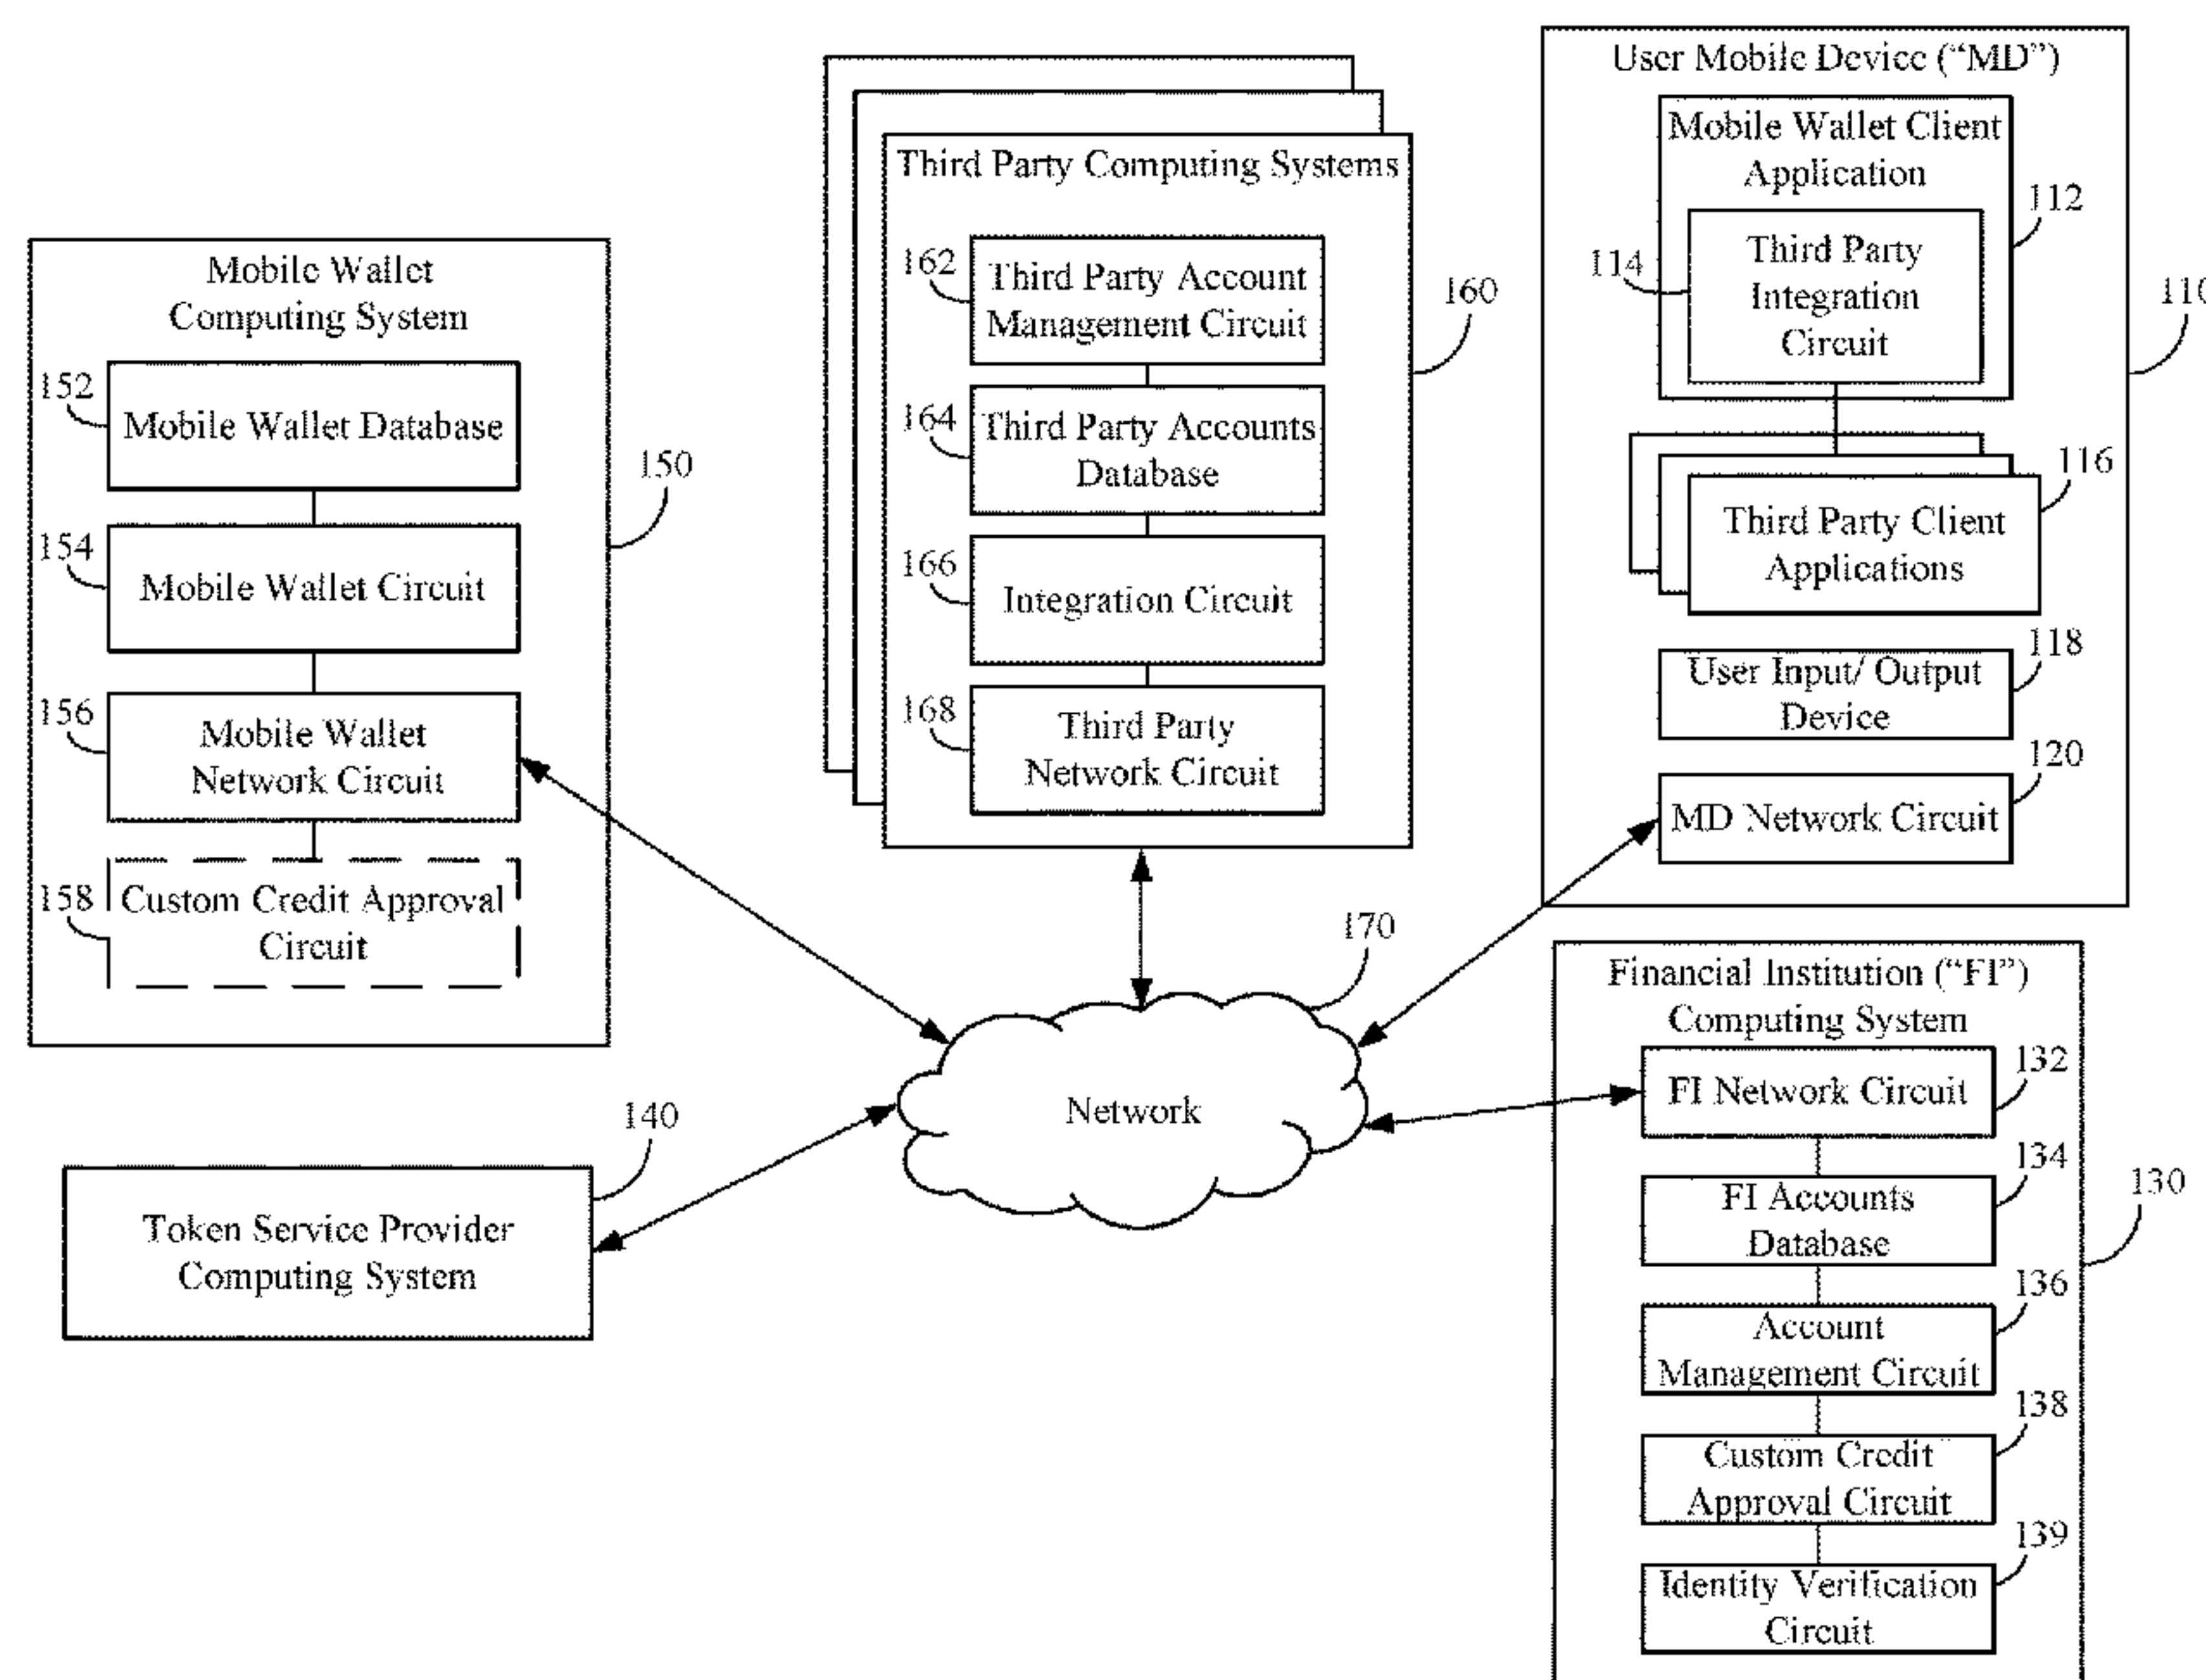 Mobile Wallet
Computing System
152
Mobile Wallet Database
154
Mobile Wallet Circuit
156
Mobile Wallet
Network Circuit
158
Custom Credit Approval
Circuit
150
Third Party Computing Systems
162
Third Party Account
Management Circuit
164
Third Party Accounts
Database
166
Integration Circuit
168
Third Party
Network Circuit
160
User Mobile Device (“MD”)
Mobile Wallet Client
Application
112
114
Third Party
Integration
Circuit
110
116
Third Party Client
Applications
118
User Input/ Output
Device
120
MD Network Circuit
170
Network
140
Token Service Provider
Computing System
Financial Institution (“FI”)
Computing System
132
FI Network Circuit
134
FI Accounts
Database
130
136
Account
Management Circuit
138
Custom Credit
Approval Circuit
139
Identity Verification
Circuit